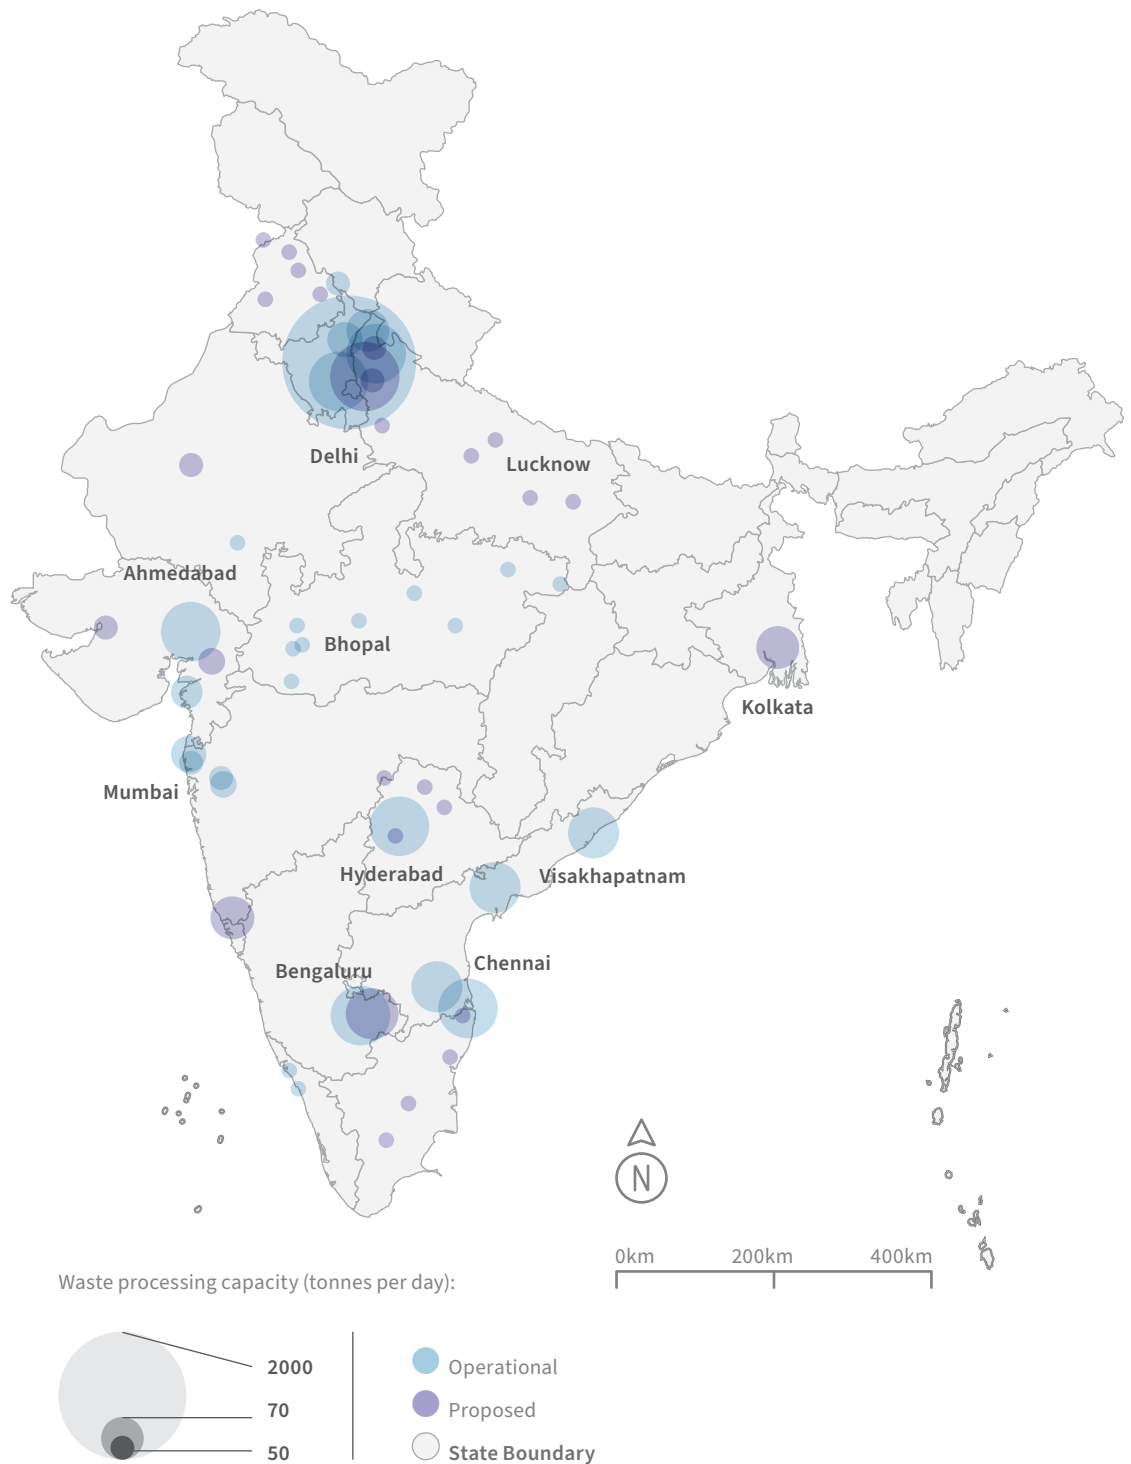 Delhi
Lucknow
Ahmedabad
Bhopal
Kolkata
Mumbai
Hyderabad
Visakhapatnam
Bengaluru
Chennai
N
0km 200km 400km
Waste processing capacity (tonnes per day):
2000
70
50
Operational
Proposed
State Boundary